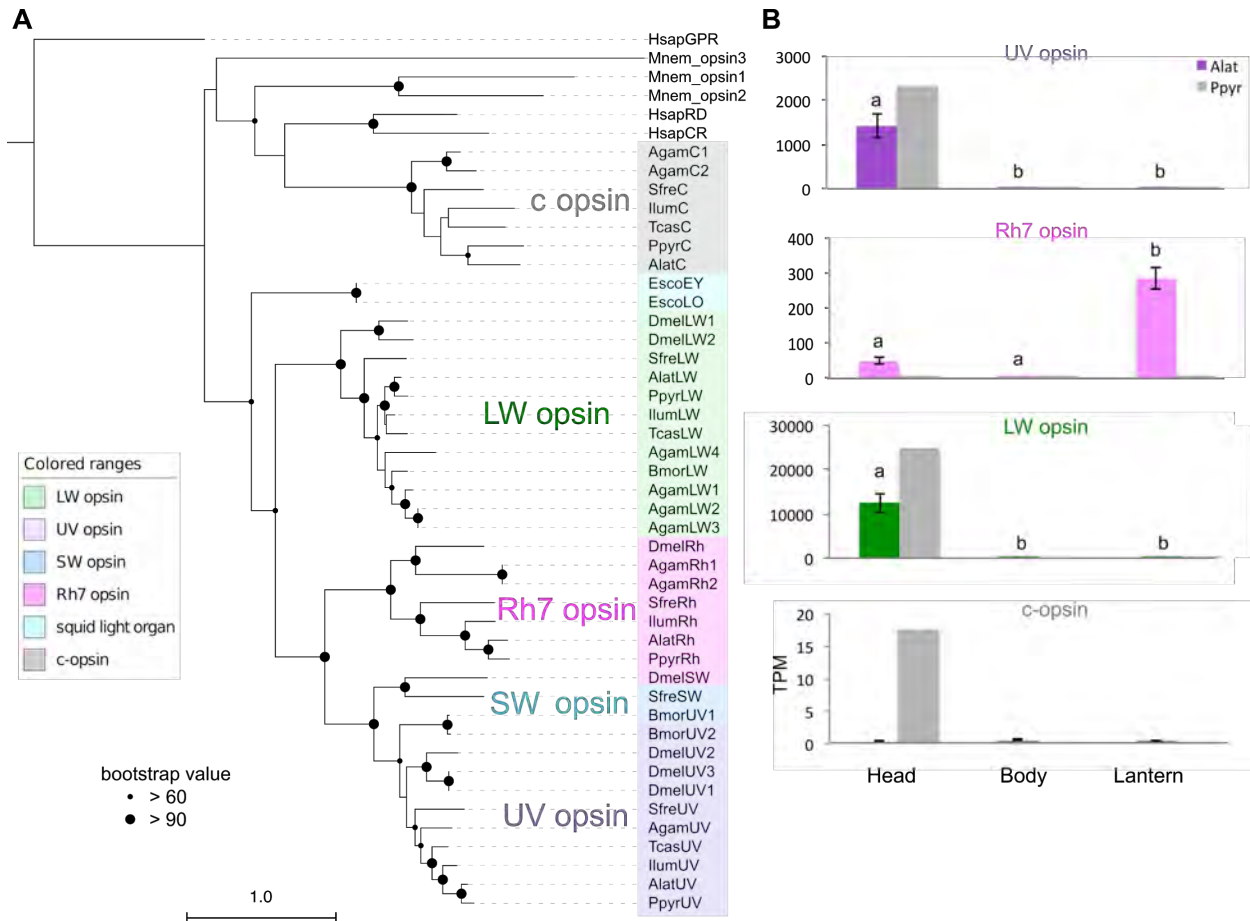 A
HsapGPR
Mnem_opsin3
Mnem_opsin1
Mnem_opsin2
HsapRD
HsapCR
AgamC1
AgamC2
SfreC
IlumC
TcasC
PpyrC
AlatC
c opsin
EscoEY
EscoLO
DmelLW1
DmelLW2
SfreLW
AlatLW
PpyrLW
IlumLW
TcasLW
AgamLW4
BmorLW
AgamLW1
AgamLW2
AgamLW3
LW opsin
DmelRh
AgamRh1
AgamRh2
SfreRh
IlumRh
AlatRh
PpyrRh
Rh7 opsin
DmelSW
SfreSW
BmorUV1
BmorUV2
SW opsin
DmelUV2
DmelUV3
DmelUV1
SfreUV
AgamUV
TcasUV
IlumUV
AlatUV
PpyrUV
UV opsin
Colored ranges
LW opsin
UV opsin
SW opsin
Rh7 opsin
squid light organ
c-opsin
bootstrap value
> 60
> 90
1.0
B
UV opsin
Alat
Ppyr
3000
2000
1000
0
a
b
b
Rh7 opsin
400
300
200
100
0
a
a
b
LW opsin
30000
20000
10000
0
a
b
b
c-opsin
TPM
20
15
10
5
0
Head
Body
Lantern